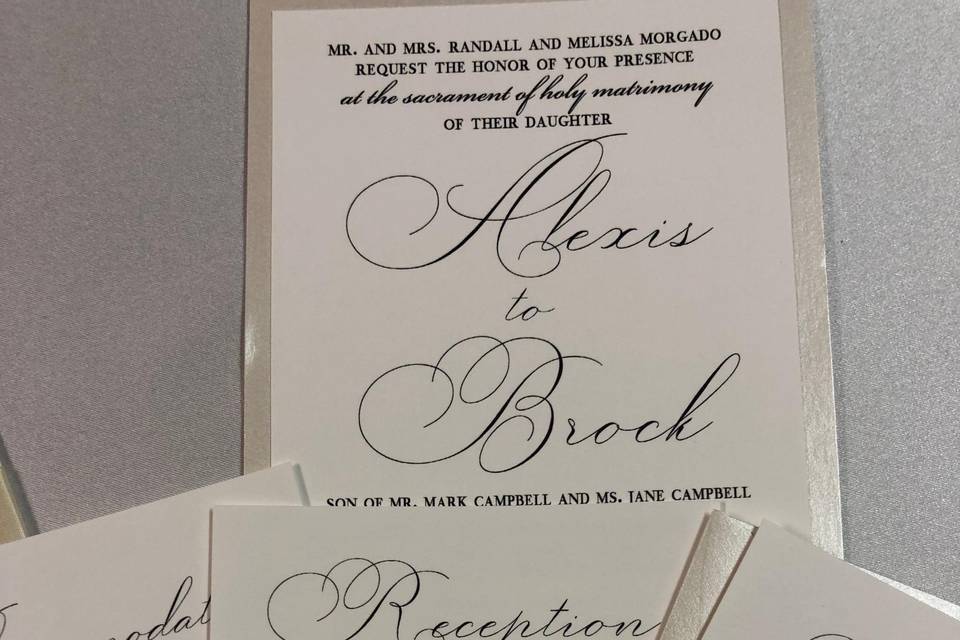 MR. AND MRS. RANDALL AND MELISSA MORGADO
REQUEST THE HONOR OF YOUR PRESENCE
at the sacrament of holy matrimony
OF THEIR DAUGHTER
Alexis
to
Brock
SON OF MR. MARK CAMPBELL AND MS. JANE CAMPBELL
Reception